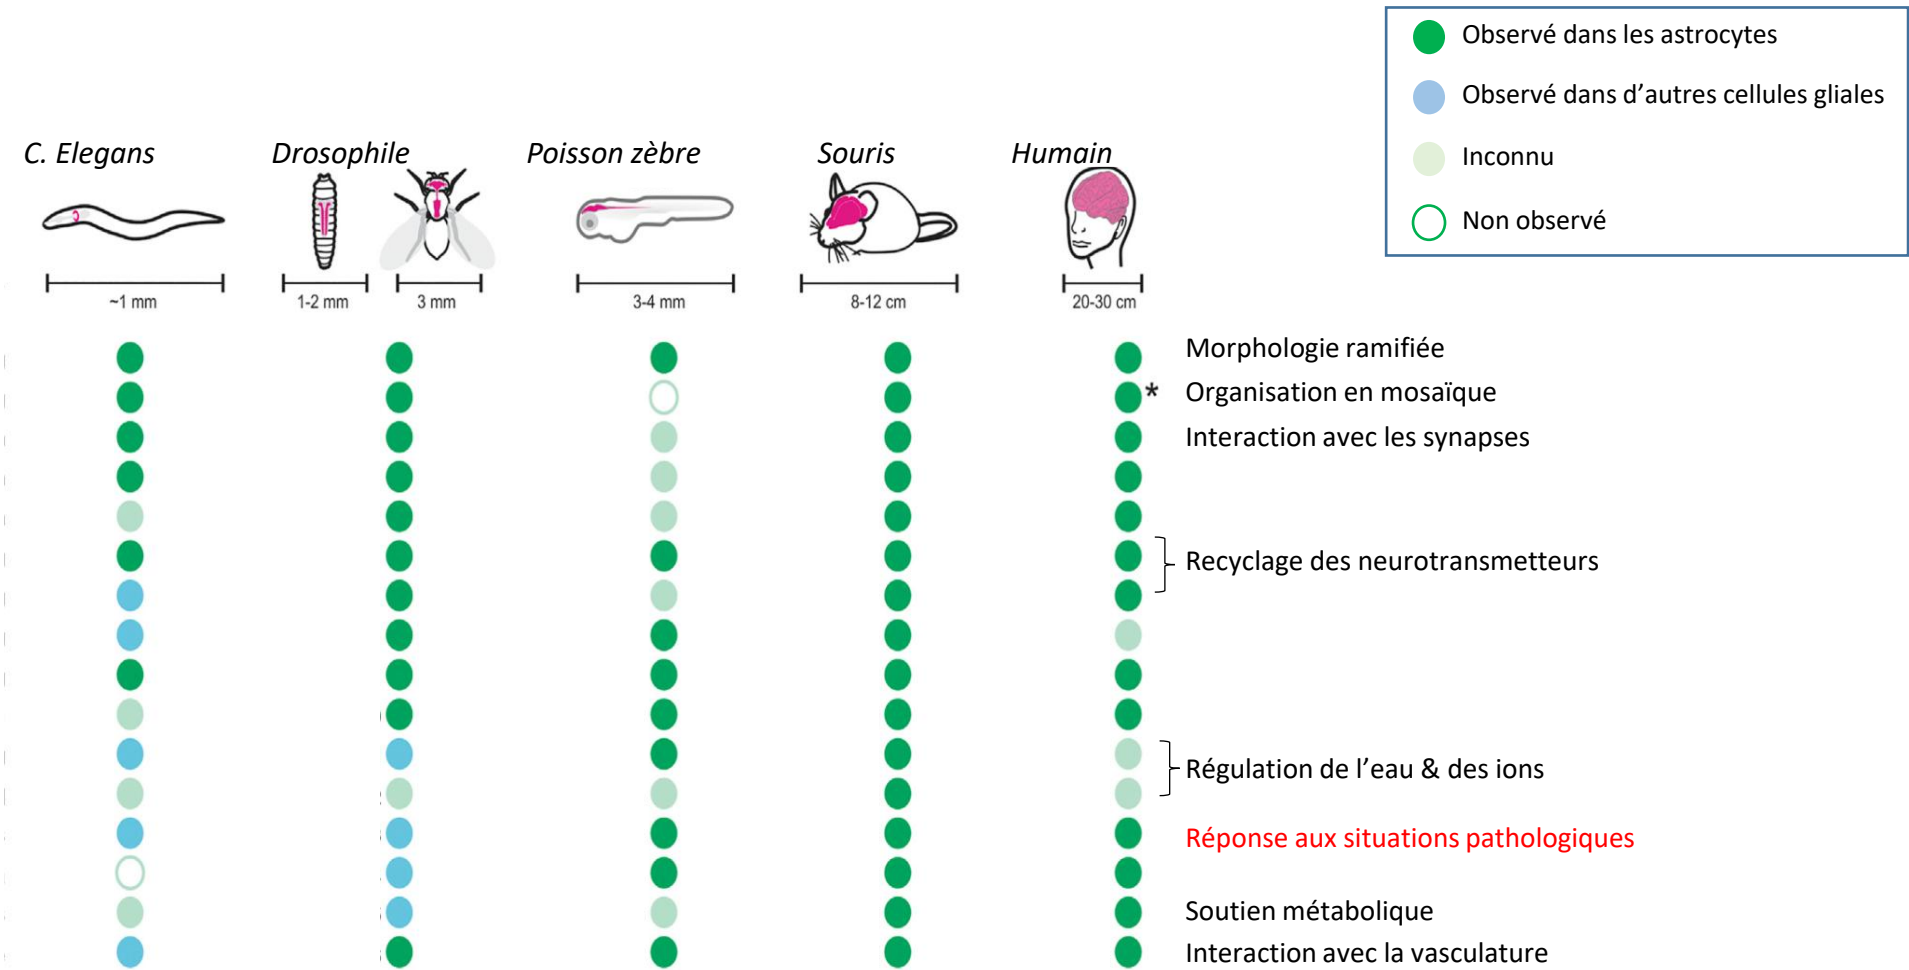 Observé dans les astrocytes
Observé dans d'autres cellules gliales
Inconnu
Non observé
C. Elegans
Drosophile
Poisson zèbre
Souris
Humain
~1 mm
1-2 mm
3 mm
3-4 mm
8-12 cm
20-30 cm
Morphologie ramifiée
* Organisation en mosaïque
Interaction avec les synapses
Recyclage des neurotransmetteurs
Régulation de l'eau & des ions
Réponse aux situations pathologiques
Soutien métabolique
Interaction avec la vasculature